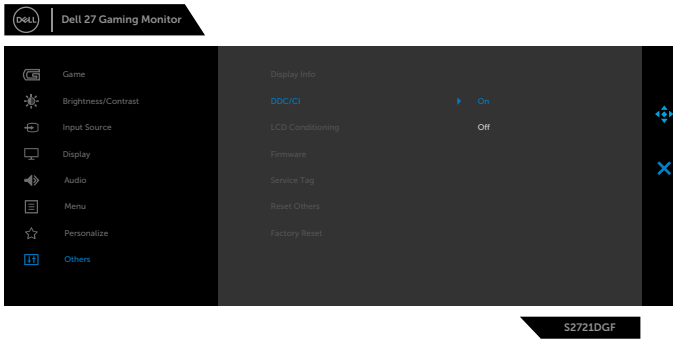 DELL
Dell 27 Gaming Monitor
Game
Display Info
Brightness/Contrast
DDC/CI
On
Input Source
LCD Conditioning
Off
Display
Firmware
Audio
Service Tag
Menu
Reset Others
Personalize
Factory Reset
Others
S2721DGF